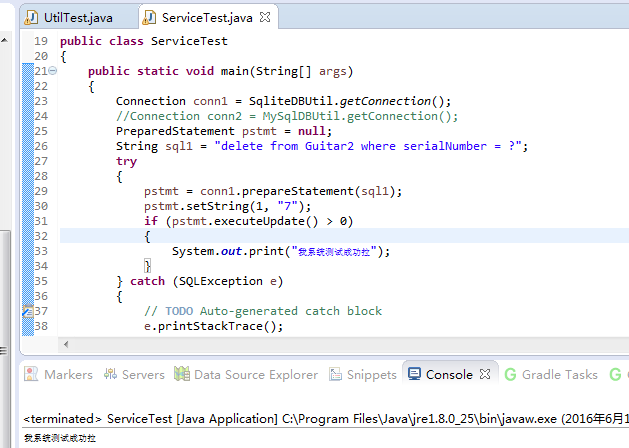 UtilTest.java
ServiceTest.java
19 public class ServiceTest
20 {
21 public static void main(String[] args)
22 {
23 Connection conn1 = SqliteDBUtil.getConnection();
24 //Connection conn2 = MySqlDBUtil.getConnection();
25 PreparedStatement pstmt = null;
26 String sql1 = "delete from Guitar2 where serialNumber = ?";
27 try
28 {
29 pstmt = conn1.prepareStatement(sql1);
30 pstmt.setString(1, "7");
31 if (pstmt.executeUpdate() > 0)
32 {
33 System.out.print("我系统测试成功拉");
34 }
35 } catch (SQLException e)
36 {
37 // TODO Auto-generated catch block
38 e.printStackTrace();
Markers Servers Data Source Explorer Snippets Console Gradle Tasks
<terminated> ServiceTest [Java Application] C:\Program Files\Java\jre1.8.0_25\bin\javaw.exe (2016年6月1
我系统测试成功拉